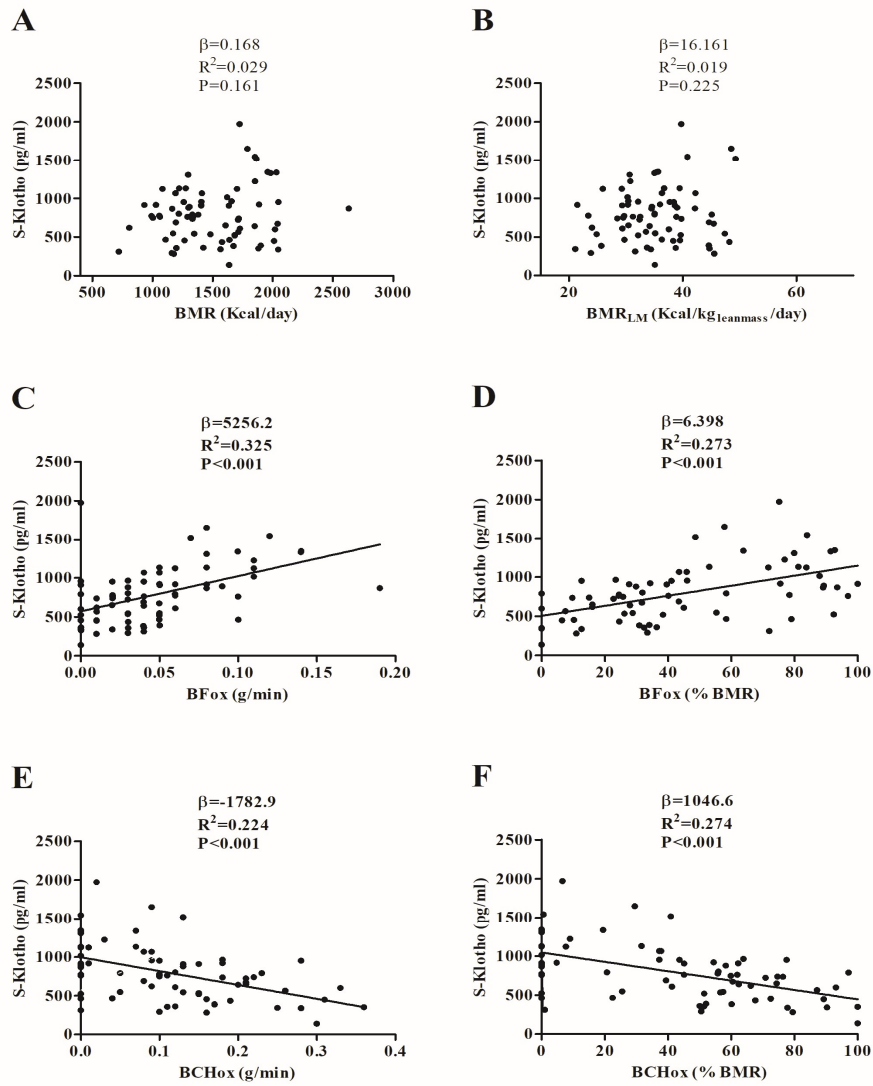 A
β=0.168
R²=0.029
P=0.161
S-Klotho (pg/ml)
2500
2000
1500
1000
500
0
500 1000 1500 2000 2500 3000
BMR (Kcal/day)
B
β=16.161
R²=0.019
P=0.225
S-Klotho (pg/ml)
2500
2000
1500
1000
500
0
20 40 60
BMR_LM (Kcal/kg_leanmass/day)
C
β=5256.2
R²=0.325
P<0.001
S-Klotho (pg/ml)
2500
2000
1500
1000
500
0
0.00 0.05 0.10 0.15 0.20
BFox (g/min)
D
β=6.398
R²=0.273
P<0.001
S-Klotho (pg/ml)
2500
2000
1500
1000
500
0
0 20 40 60 80 100
BFox (% BMR)
E
β=-1782.9
R²=0.224
P<0.001
S-Klotho (pg/ml)
2500
2000
1500
1000
500
0
0.0 0.1 0.2 0.3 0.4
BCHox (g/min)
F
β=1046.6
R²=0.274
P<0.001
S-Klotho (pg/ml)
2500
2000
1500
1000
500
0
0 20 40 60 80 100
BCHox (% BMR)